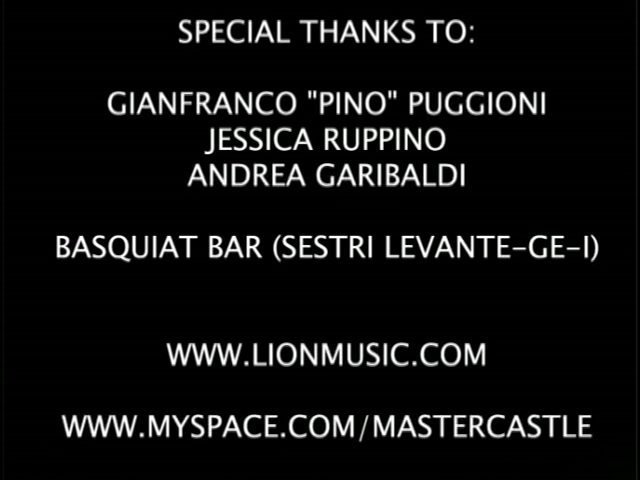 SPECIAL THANKS TO:
GIANFRANCO "PINO" PUGGIONI
JESSICA RUPPINO
ANDREA GARIBALDI
BASQUIAT BAR (SESTRI LEVANTE-GE-I)
WWW.LIONMUSIC.COM
WWW.MYSPACE.COM/MASTERCASTLE